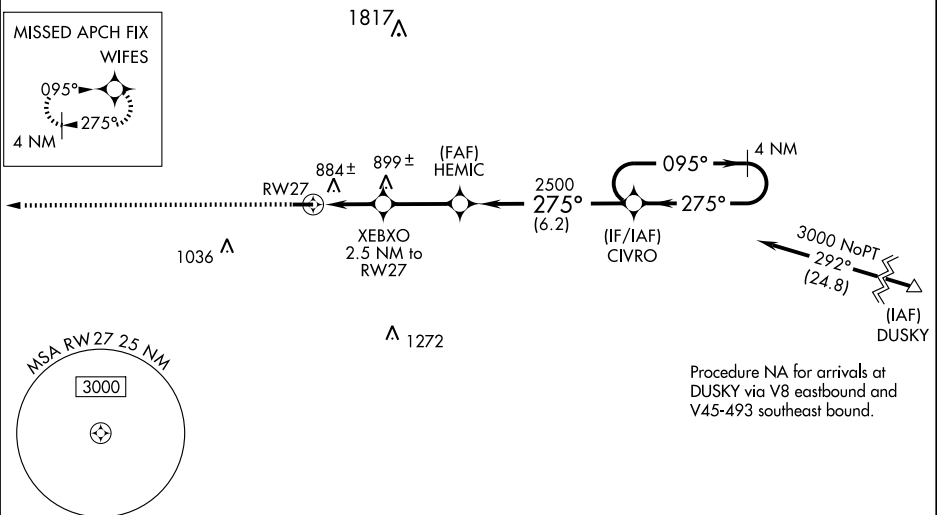 MISSED APCH FIX
WIFES
095°
275°
4 NM
1817
RW27
884±
899±
(FAF)
HEMIC
XEBXO
2.5 NM to
RW27
2500
275°
(6.2)
(IF/IAF)
CIVRO
095°
275°
4 NM
3000 NoPT
292°
(24.8)
(IAF)
DUSKY
1036
1272
MSA RW27 25 NM
3000
Procedure NA for arrivals at
DUSKY via V8 eastbound and
V45-493 southeast bound.